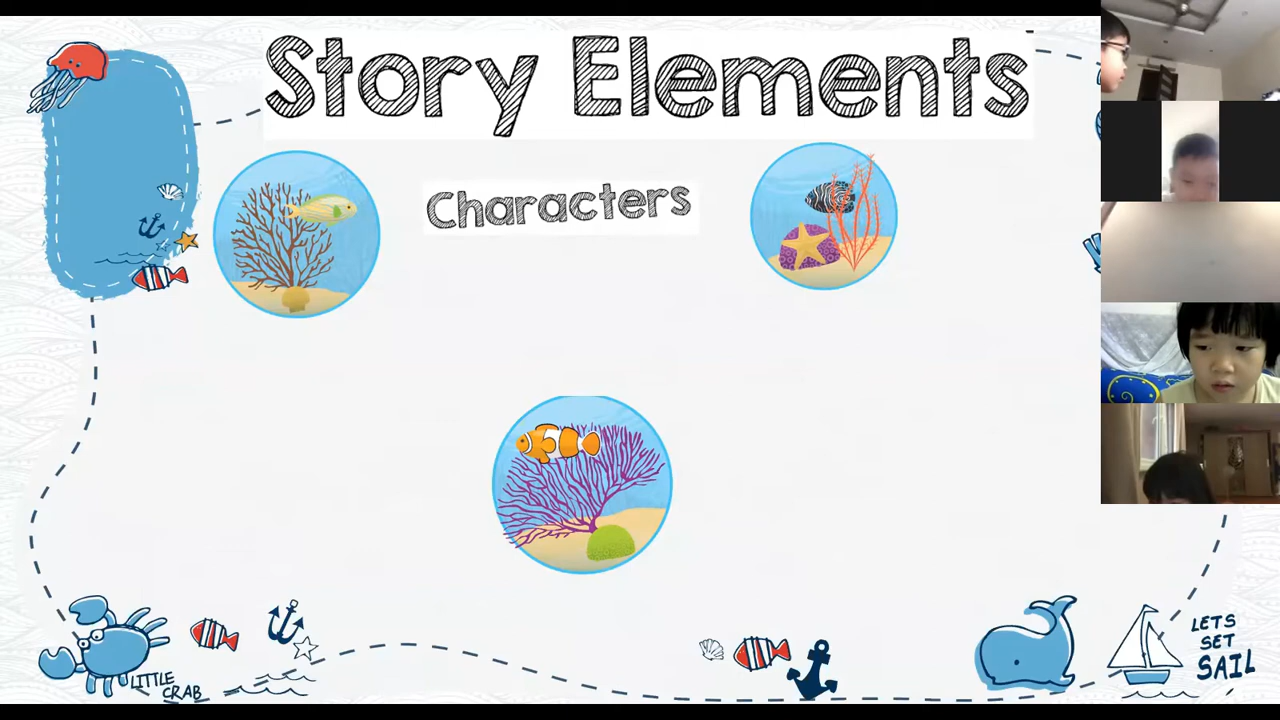 Story Elements
Characters
LITTLE
CRAB
LETS
SET
SAIL